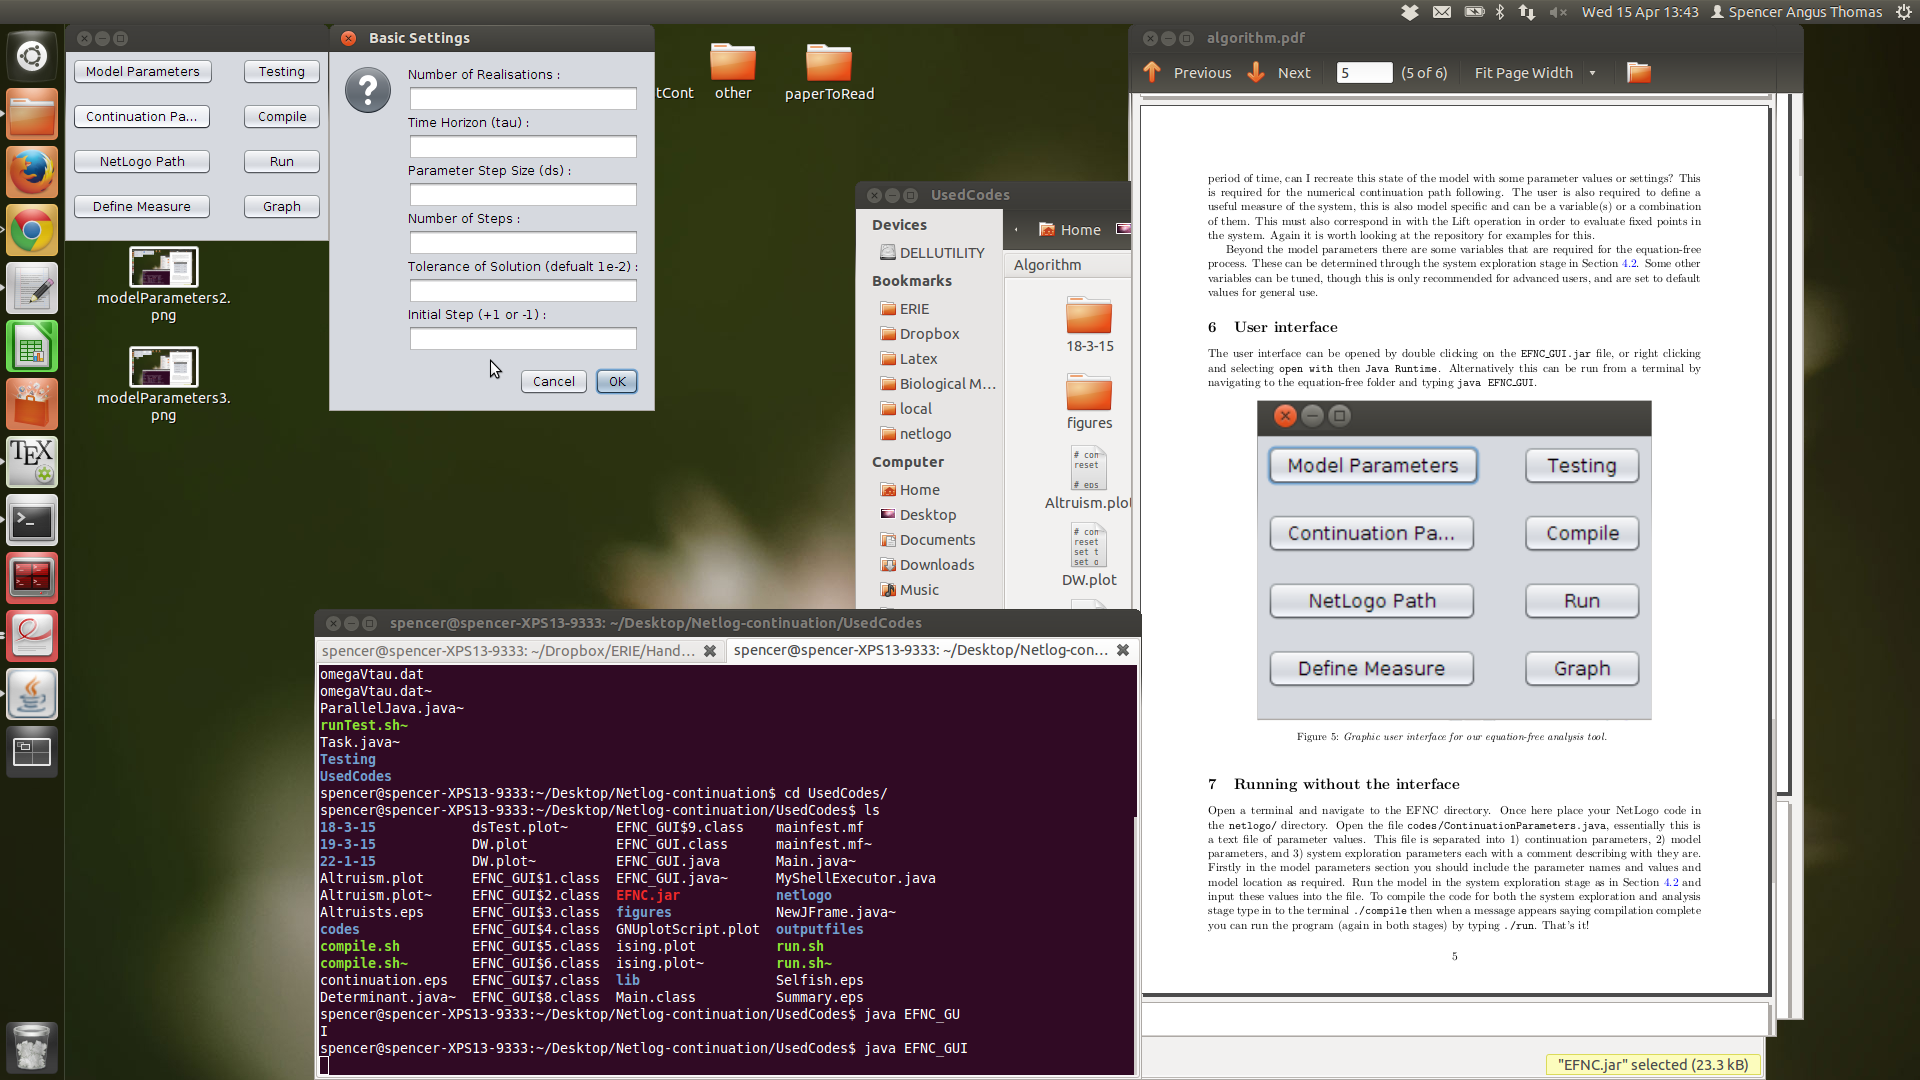 Wed 15 Apr 13:43
Spencer Angus Thomas
Model Parameters
Testing
Continuation Pa...
Compile
NetLogo Path
Run
Define Measure
Graph
modelParameters2.
png
modelParameters3.
png
Basic Settings
Number of Realisations :
Time Horizon (tau) :
Parameter Step Size (ds) :
Number of Steps :
Tolerance of Solution (defualt 1e-2) :
Initial Step (+1 or -1) :
Cancel
OK
tCont
other
paperToRead
UsedCodes
Devices
DELLUTILITY
Bookmarks
ERIE
Dropbox
Latex
Biological M...
local
netlogo
Computer
Home
Desktop
Documents
Downloads
Music
Home
Algorithm
18-3-15
figures
Altruism.plot
DW.plot
spencer@spencer-XPS13-9333: ~/Desktop/Netlog-continuation/UsedCodes
spencer@spencer-XPS13-9333: ~/Dropbox/ERIE/Hand...
spencer@spencer-XPS13-9333: ~/Desktop/Netlog-con...
omegaVtau.dat
omegaVtau.dat~
ParallelJava.java~
runTest.sh~
Task.java~
Testing
UsedCodes
spencer@spencer-XPS13-9333:~/Desktop/Netlog-continuation$ cd UsedCodes/
spencer@spencer-XPS13-9333:~/Desktop/Netlog-continuation/UsedCodes$ ls
18-3-15 dsTest.plot~ EFNC_GUI$9.class mainfest.mf
19-3-15 DW.plot EFNC_GUI.class mainfest.mf~
22-1-15 DW.plot~ EFNC_GUI.java Main.java~
Altruism.plot EFNC_GUI$1.class EFNC_GUI.java~ MyShellExecutor.java
Altruism.plot~ EFNC_GUI$2.class EFNC.jar netlogo
Altruists.eps EFNC_GUI$3.class figures NewJFrame.java~
codes EFNC_GUI$4.class GNUplotScript.plot outputfiles
compile.sh EFNC_GUI$5.class ising.plot run.sh
compile.sh~ EFNC_GUI$6.class ising.plot~ run.sh~
continuation.eps EFNC_GUI$7.class lib Selfish.eps
Determinant.java~ EFNC_GUI$8.class Main.class Summary.eps
spencer@spencer-XPS13-9333:~/Desktop/Netlog-continuation/UsedCodes$ java EFNC_GU
I
spencer@spencer-XPS13-9333:~/Desktop/Netlog-continuation/UsedCodes$ java EFNC_GUI
algorithm.pdf
Previous
Next
5
(5 of 6)
Fit Page Width
period of time, can I recreate this state of the model with some parameter values or settings? This
is required for the numerical continuation path following. The user is also required to define a
useful measure of the system, this is also model specific and can be a variable(s) or a combination
of them. This must also correspond in with the Lift operation in order to evaluate fixed points in
the system. Again it is worth looking at the repository for examples for this.
Beyond the model parameters there are some variables that are required for the equation-free
process. These can be determined through the system exploration stage in Section 4.2. Some other
variables can be tuned, though this is only recommended for advanced users, and are set to default
values for general use.
6 User interface
The user interface can be opened by double clicking on the EFNC_GUI.jar file, or right clicking
and selecting open with then Java Runtime. Alternatively this can be run from a terminal by
navigating to the equation-free folder and typing java EFNC_GUI.
Model Parameters
Testing
Continuation Pa...
Compile
NetLogo Path
Run
Define Measure
Graph
Figure 5: Graphic user interface for our equation-free analysis tool.
7 Running without the interface
Open a terminal and navigate to the EFNC directory. Once here place your NetLogo code in
the netlogo/ directory. Open the file codes/ContinuationParameters.java, essentially this is
a text file of parameter values. This file is separated into 1) continuation parameters, 2) model
parameters, and 3) system exploration parameters each with a comment describing with they are.
Firstly in the model parameters section you should include the parameter names and values and
model location as required. Run the model in the system exploration stage as in Section 4.2 and
input these values into the file. To compile the code for both the system exploration and analysis
stage type in to the terminal ./compile then when a message appears saying compilation complete
you can run the program (again in both stages) by typing ./run. That's it!
5
"EFNC.jar" selected (23.3 kB)